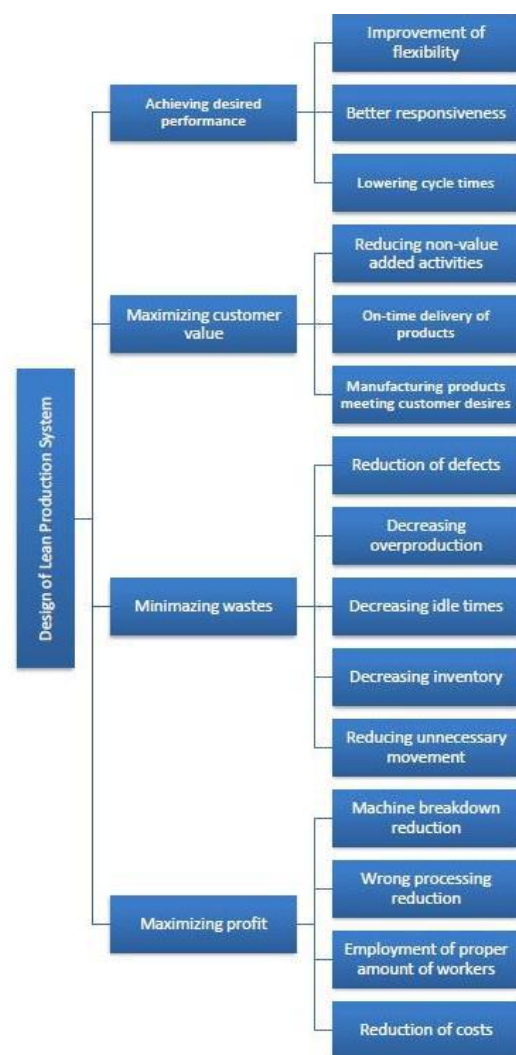 Design of Lean Production System
Achieving desired
performance
Improvement of
flexibility
Better responsiveness
Lowering cycle times
Maximizing customer
value
Reducing non-value
added activities
On-time delivery of
products
Manufacturing products
meeting customer desires
Minimazing wastes
Reduction of defects
Decreasing
overproduction
Decreasing idle times
Decreasing inventory
Reducing unnecessary
movement
Maximizing profit
Machine breakdown
reduction
Wrong processing
reduction
Employment of proper
amount of workers
Reduction of costs